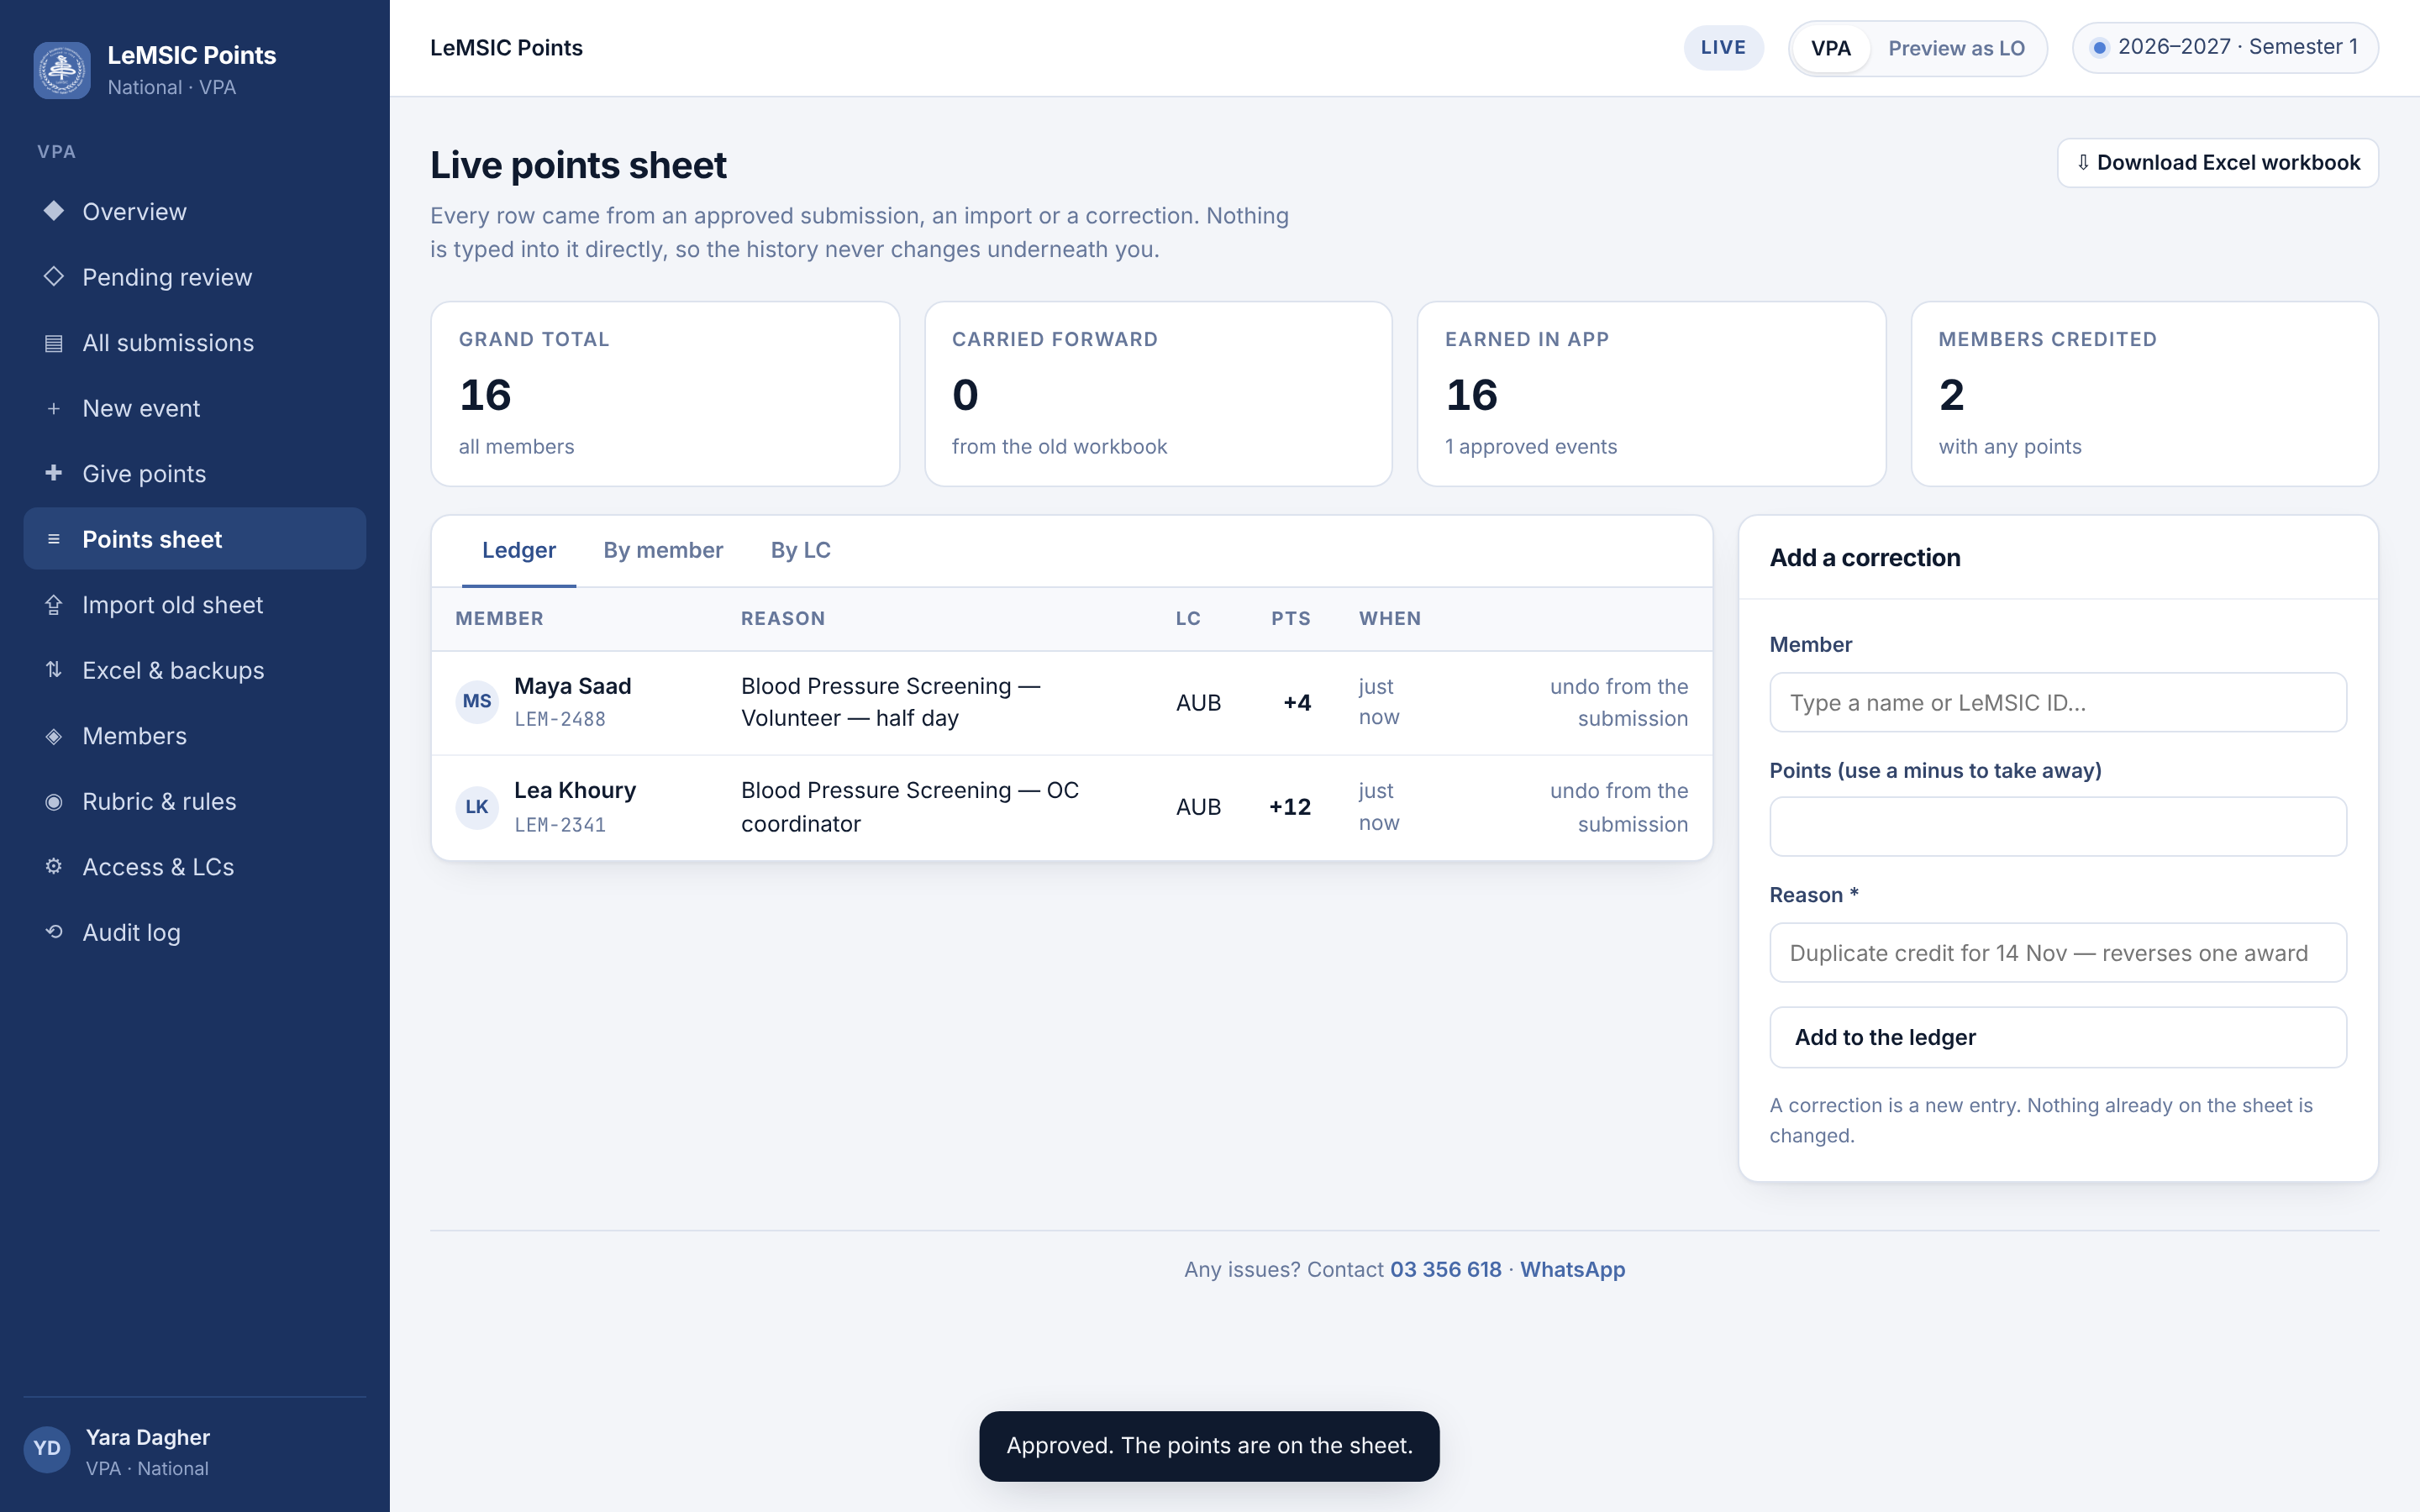 LeMSIC Points
National · VPA
VPA
Overview
Pending review
All submissions
New event
Give points
Points sheet
Import old sheet
Excel & backups
Members
Rubric & rules
Access & LCs
Audit log
YD
Yara Dagher
VPA · National
LeMSIC Points
LIVE
VPA
Preview as LO
2026–2027 · Semester 1
Live points sheet
⇩ Download Excel workbook
Every row came from an approved submission, an import or a correction. Nothing
is typed into it directly, so the history never changes underneath you.
GRAND TOTAL
16
all members
CARRIED FORWARD
0
from the old workbook
EARNED IN APP
16
1 approved events
MEMBERS CREDITED
2
with any points
Ledger By member By LC
MEMBER REASON LC PTS WHEN
MS
Maya Saad
LEM-2488
Blood Pressure Screening —
Volunteer — half day
AUB
+4
just
now
undo from the
submission
LK
Lea Khoury
LEM-2341
Blood Pressure Screening — OC
coordinator
AUB
+12
just
now
undo from the
submission
Add a correction
Member
Type a name or LeMSIC ID...
Points (use a minus to take away)
Reason *
Duplicate credit for 14 Nov — reverses one award
Add to the ledger
A correction is a new entry. Nothing already on the sheet is
changed.
Any issues? Contact 03 356 618 · WhatsApp
Approved. The points are on the sheet.